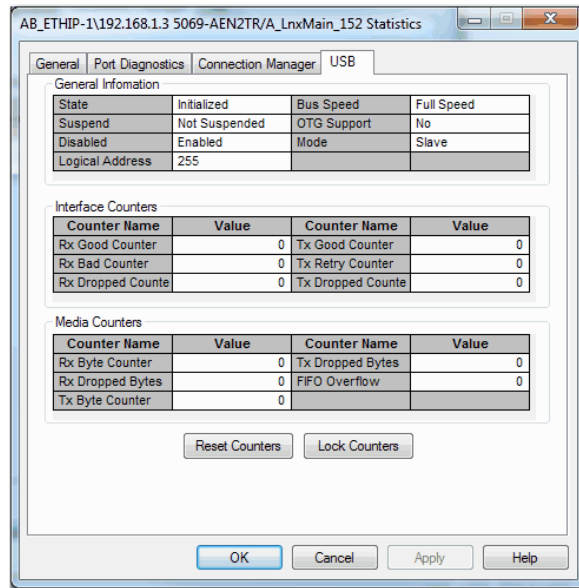 AB_ETHIP-1\192.168.1.3 5069-AEN2TR/A_LnxMain_152 Statistics
General Port Diagnostics Connection Manager USB
General Infomation
State Initialized Bus Speed Full Speed
Suspend Not Suspended OTG Support No
Disabled Enabled Mode Slave
Logical Address 255
Interface Counters
Counter Name Value Counter Name Value
Rx Good Counter 0 Tx Good Counter 0
Rx Bad Counter 0 Tx Retry Counter 0
Rx Dropped Counte 0 Tx Dropped Counte 0
Media Counters
Counter Name Value Counter Name Value
Rx Byte Counter 0 Tx Dropped Bytes 0
Rx Dropped Bytes 0 FIFO Overflow 0
Tx Byte Counter 0
Reset Counters Lock Counters
OK Cancel Apply Help